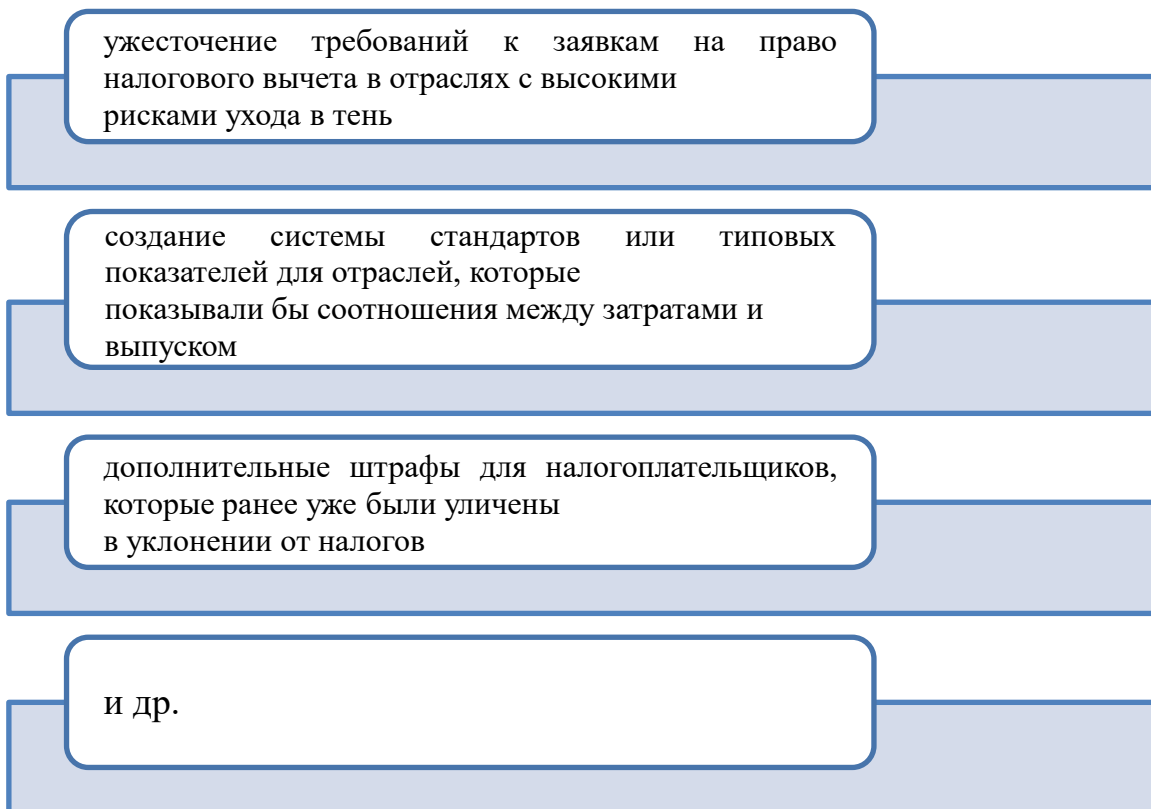 ужесточение требований к заявкам на право
налогового вычета в отраслях с высокими
рисками ухода в тень
создание системы стандартов или типовых
показателей для отраслей, которые
показывали бы соотношения между затратами и
выпуском
дополнительные штрафы для налогоплательщиков,
которые ранее уже были уличены
в уклонении от налогов
и др.